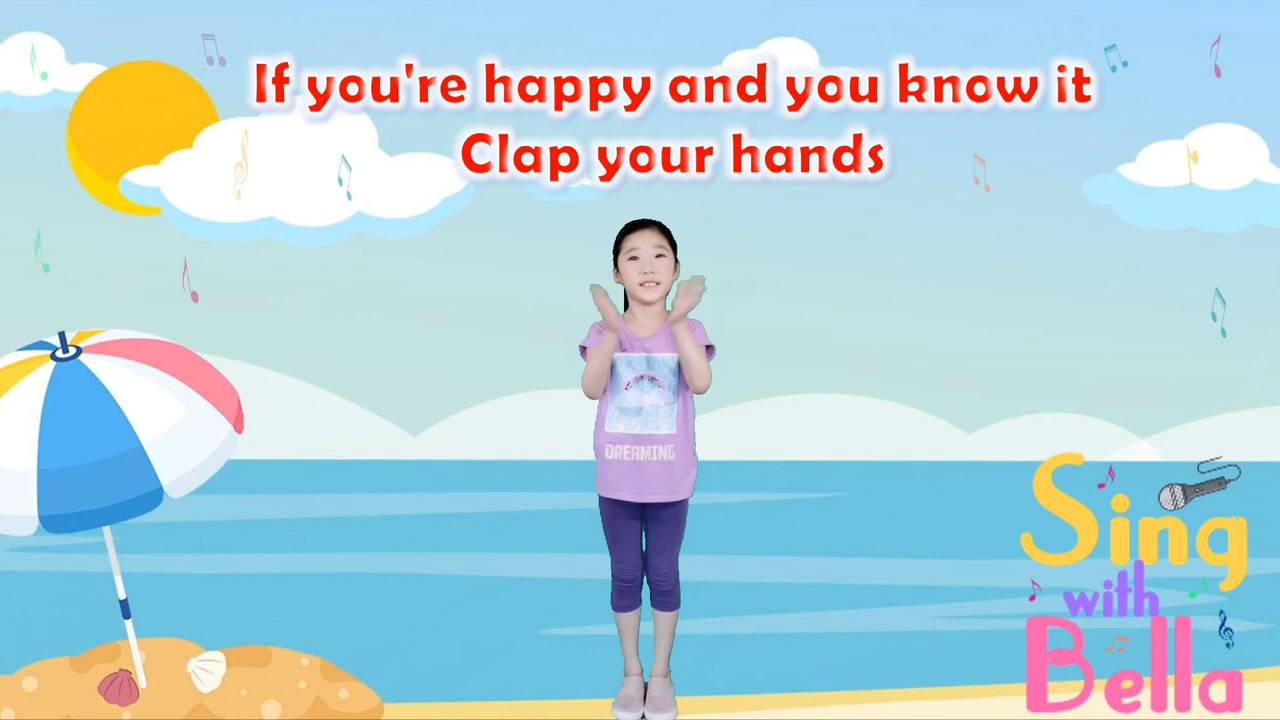 If you're happy and you know it
Clap your hands
DREAMING
Sing
with
Bella